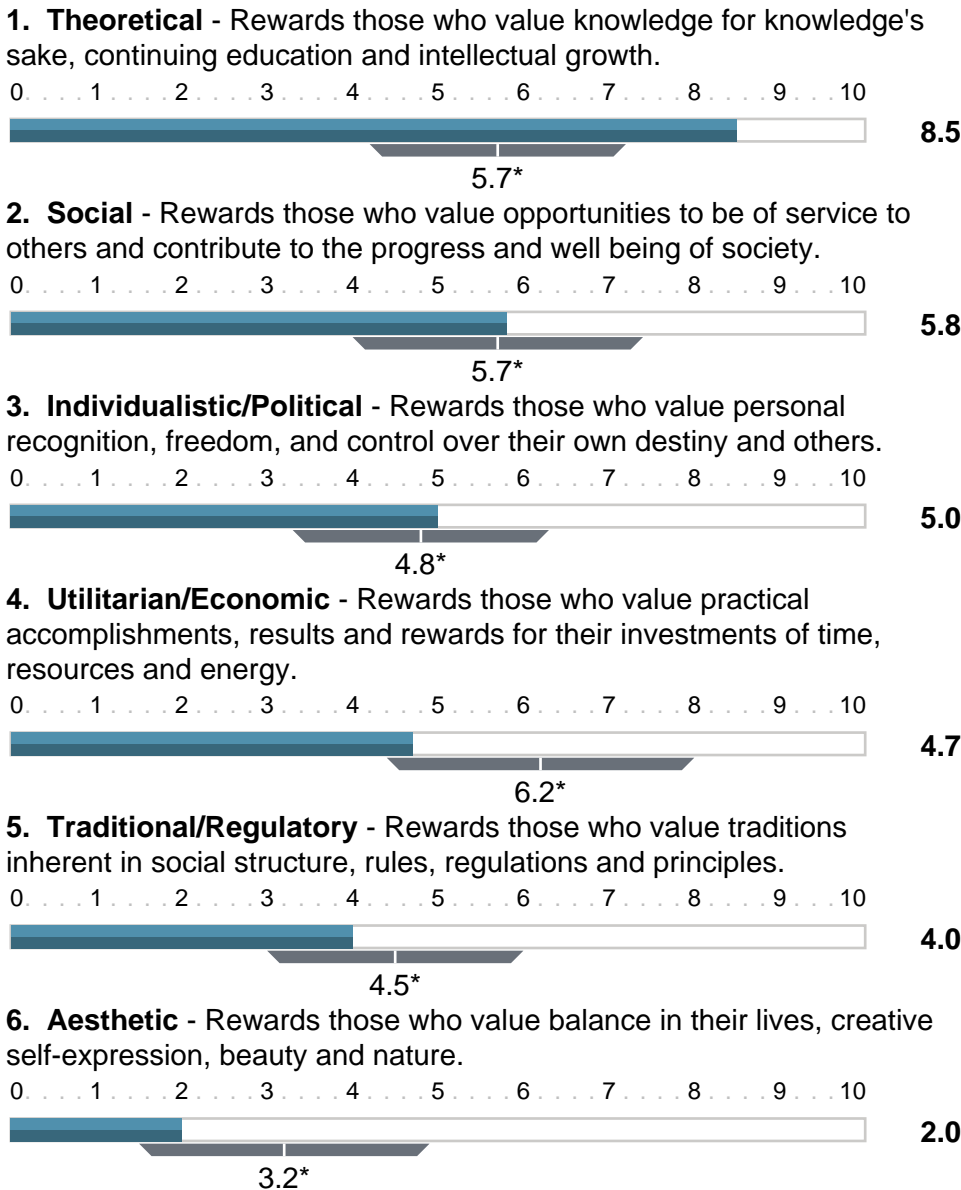 1. Theoretical - Rewards those who value knowledge for knowledge's
sake, continuing education and intellectual growth.
0. . . . 1 . . . . 2 . . . . 3 . . . . 4 . . . . 5 . . . . 6 . . . . 7 . . . . 8 . . . . 9 . . . 10
8.5
5.7*
2. Social - Rewards those who value opportunities to be of service to
others and contribute to the progress and well being of society.
0. . . . 1 . . . . 2 . . . . 3 . . . . 4 . . . . 5 . . . . 6 . . . . 7 . . . . 8 . . . . 9 . . . 10
5.8
5.7*
3. Individualistic/Political - Rewards those who value personal
recognition, freedom, and control over their own destiny and others.
0. . . . 1 . . . . 2 . . . . 3 . . . . 4 . . . . 5 . . . . 6 . . . . 7 . . . . 8 . . . . 9 . . . 10
5.0
4.8*
4. Utilitarian/Economic - Rewards those who value practical
accomplishments, results and rewards for their investments of time,
resources and energy.
0. . . . 1 . . . . 2 . . . . 3 . . . . 4 . . . . 5 . . . . 6 . . . . 7 . . . . 8 . . . . 9 . . . 10
4.7
6.2*
5. Traditional/Regulatory - Rewards those who value traditions
inherent in social structure, rules, regulations and principles.
0. . . . 1 . . . . 2 . . . . 3 . . . . 4 . . . . 5 . . . . 6 . . . . 7 . . . . 8 . . . . 9 . . . 10
4.0
4.5*
6. Aesthetic - Rewards those who value balance in their lives, creative
self-expression, beauty and nature.
0. . . . 1 . . . . 2 . . . . 3 . . . . 4 . . . . 5 . . . . 6 . . . . 7 . . . . 8 . . . . 9 . . . 10
2.0
3.2*